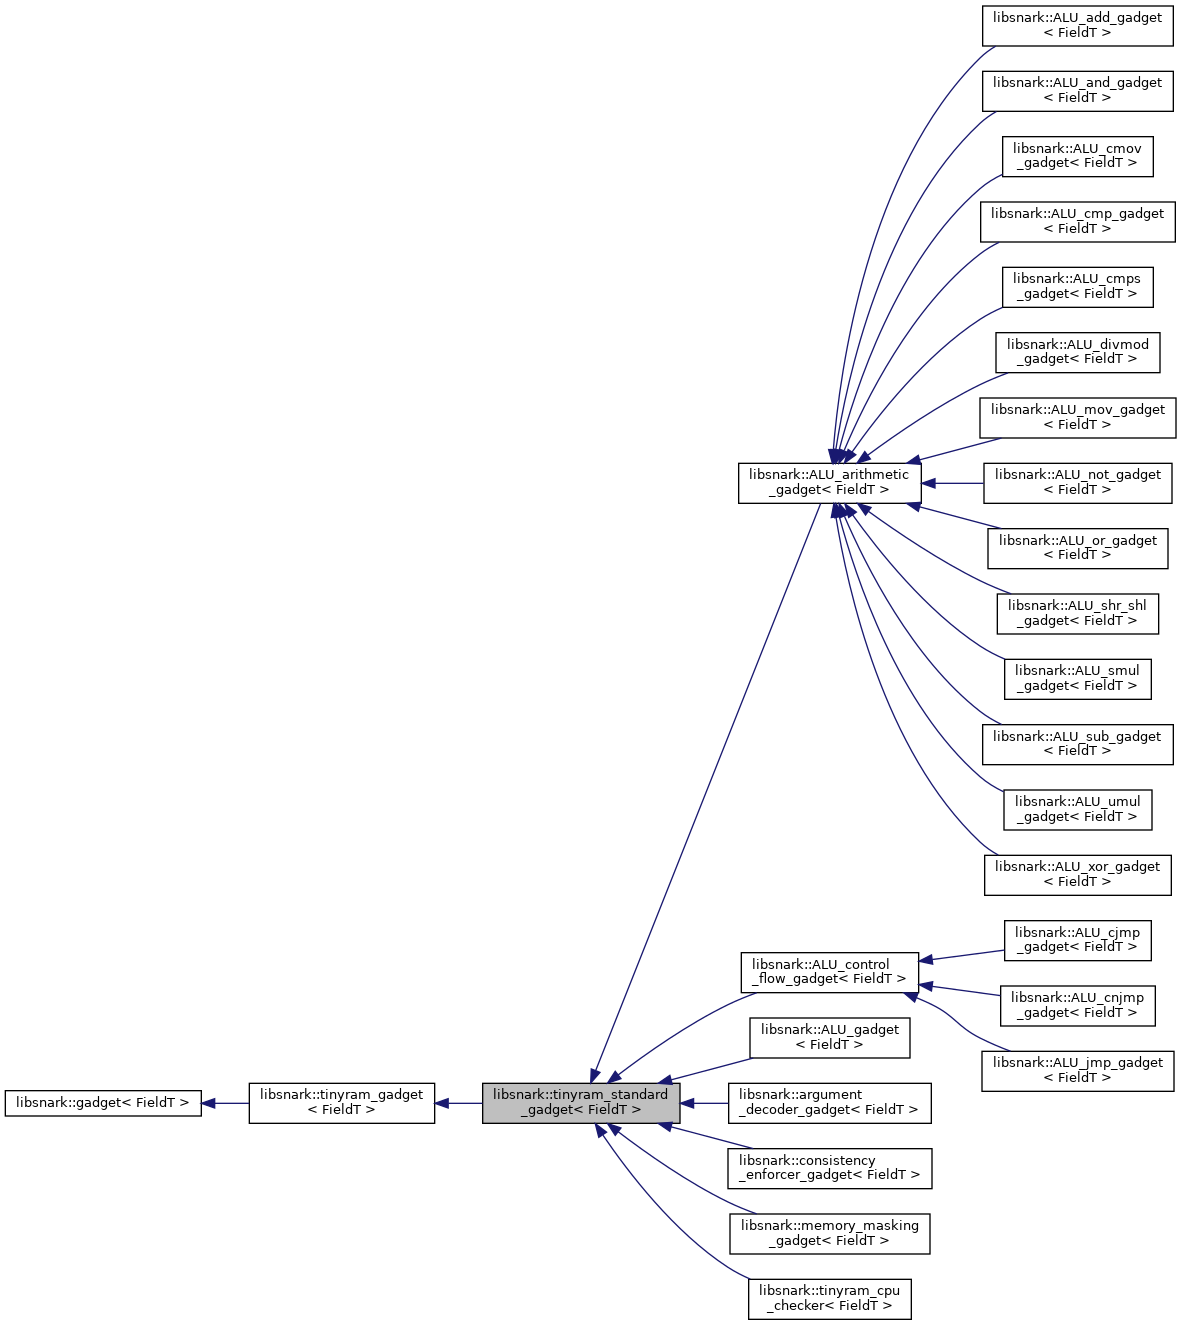 libsnark::ALU_add_gadget
< FieldT >
libsnark::ALU_and_gadget
< FieldT >
libsnark::ALU_cmov
_gadget< FieldT >
libsnark::ALU_cmp_gadget
< FieldT >
libsnark::ALU_cmps
_gadget< FieldT >
libsnark::ALU_divmod
_gadget< FieldT >
libsnark::ALU_mov_gadget
< FieldT >
libsnark::ALU_arithmetic
_gadget< FieldT >
libsnark::ALU_not_gadget
< FieldT >
libsnark::ALU_or_gadget
< FieldT >
libsnark::ALU_shr_shl
_gadget< FieldT >
libsnark::ALU_smul
_gadget< FieldT >
libsnark::ALU_sub_gadget
< FieldT >
libsnark::ALU_umul
_gadget< FieldT >
libsnark::ALU_xor_gadget
< FieldT >
libsnark::ALU_cjmp
_gadget< FieldT >
libsnark::ALU_control
_flow_gadget< FieldT >
libsnark::ALU_cnjmp
_gadget< FieldT >
libsnark::ALU_gadget
< FieldT >
libsnark::ALU_jmp_gadget
< FieldT >
libsnark::gadget< FieldT >
libsnark::tinyram_gadget
< FieldT >
libsnark::tinyram_standard
_gadget< FieldT >
libsnark::argument
_decoder_gadget< FieldT >
libsnark::consistency
_enforcer_gadget< FieldT >
libsnark::memory_masking
_gadget< FieldT >
libsnark::tinyram_cpu
_checker< FieldT >